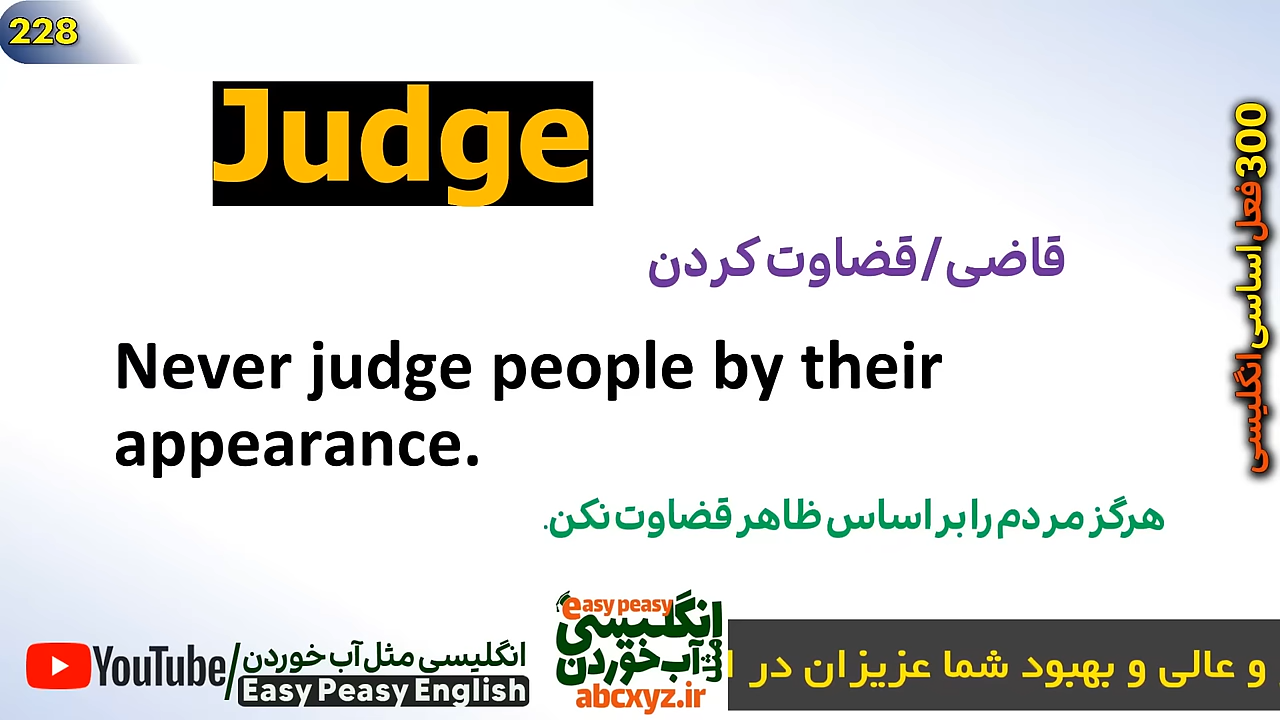 228
Judge
قاضی/قضاوت کردن
Never judge people by their
appearance.
هرگز مردم را بر اساس ظاهر قضاوت نکن.
300 فعل اساسی انگلیسی
YouTube/انگلیسی مثل آب خوردن
Easy Peasy English
easy peasy
انگلیسی
مثل
آب خوردن
abcxyz.ir
و عالی و بهبود شما عزیزان در